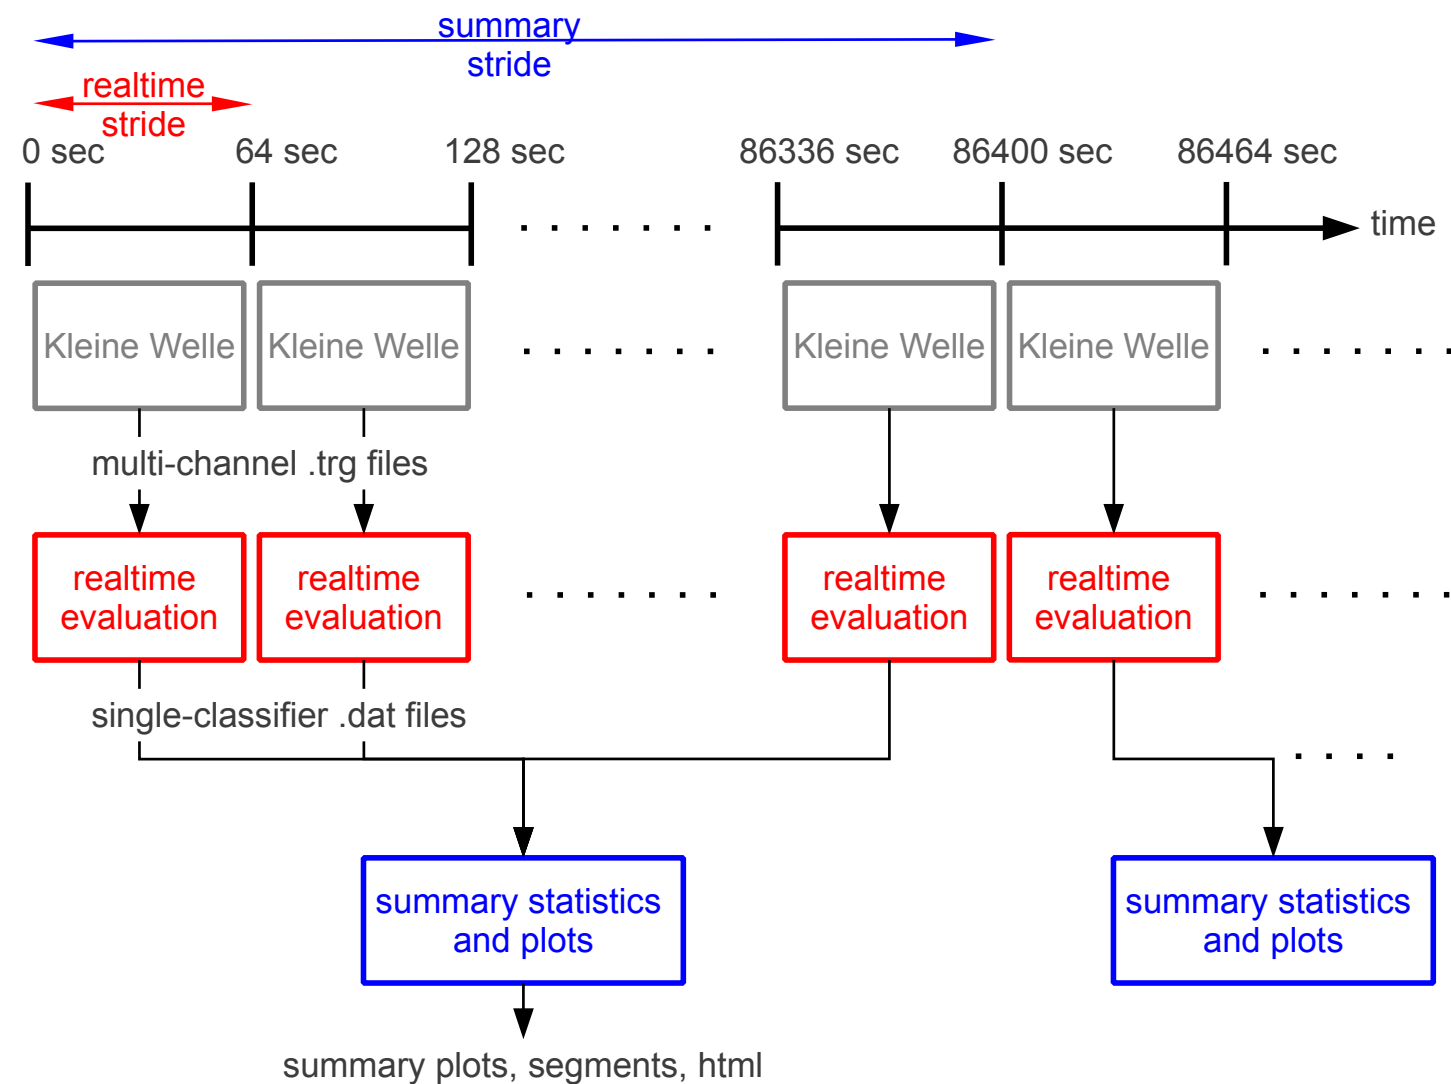 summary
stride
realtime
stride
0 sec 64 sec 128 sec 86336 sec 86400 sec 86464 sec
time
Kleine Welle Kleine Welle Kleine Welle Kleine Welle
multi-channel .trg files
realtime realtime realtime realtime
evaluation evaluation evaluation evaluation
single-classifier .dat files
summary statistics summary statistics
and plots and plots
summary plots, segments, html